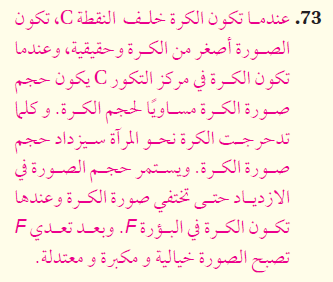 73. عندما تكون الكرة خلف النقطة C، تكون
الصورة أصغر من الكرة وحقيقية، وعندما
تكون الكرة في مركز التكور C يكون حجم
صورة الكرة مساويًا لحجم الكرة. و كلما
تدحرجت الكرة نحو المرآة سيزداد حجم
صورة الكرة. ويستمر حجم الصورة في
الازدياد حتى تختفي صورة الكرة وعندها
تكون الكرة في البؤرة F. وبعد تعدي F
تصبح الصورة خيالية و مكبرة و معتدلة.